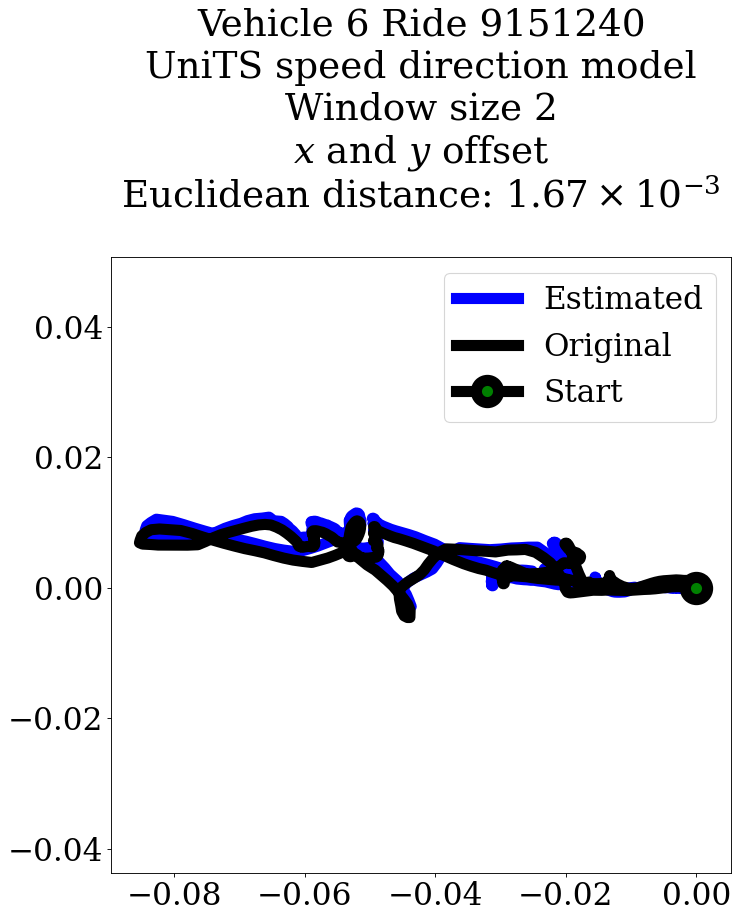 Vehicle 6 Ride 9151240
UniTS speed direction model
Window size 2
x and y offset
Euclidean distance: 1.67 × 10⁻³
Estimated
Original
Start
0.04
0.02
0.00
−0.02
−0.04
−0.08 −0.06 −0.04 −0.02 0.00